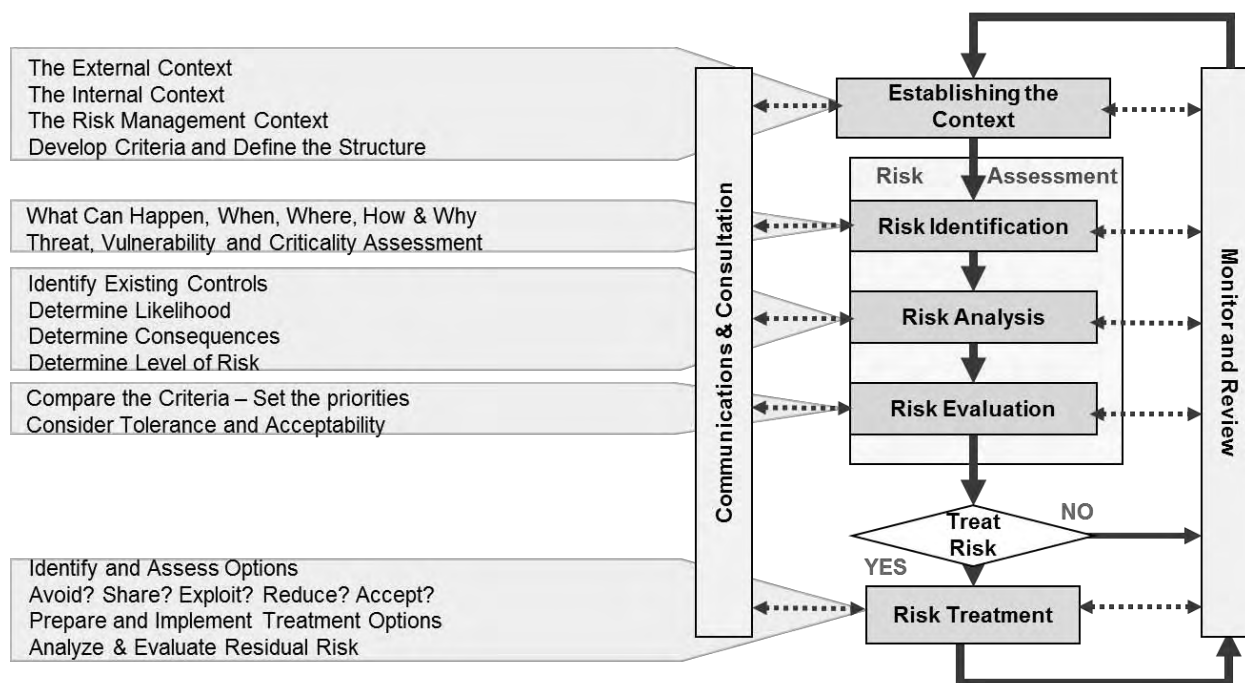 The External Context
The Internal Context
The Risk Management Context
Develop Criteria and Define the Structure
What Can Happen, When, Where, How & Why
Threat, Vulnerability and Criticality Assessment
Identify Existing Controls
Determine Likelihood
Determine Consequences
Determine Level of Risk
Compare the Criteria – Set the priorities
Consider Tolerance and Acceptability
Identify and Assess Options
Avoid? Share? Exploit? Reduce? Accept?
Prepare and Implement Treatment Options
Analyze & Evaluate Residual Risk
Communications & Consultation
Establishing the
Context
Risk Assessment
Risk Identification
Risk Analysis
Risk Evaluation
Treat
Risk
NO
YES
Risk Treatment
Monitor and Review